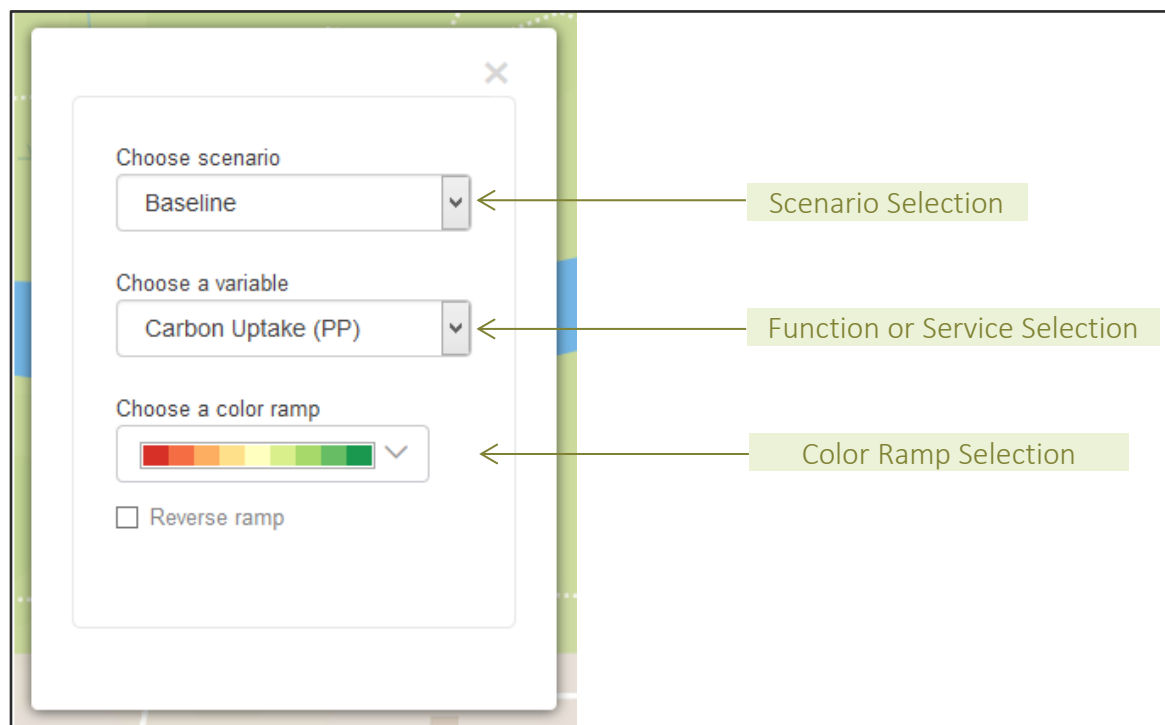 Choose scenario
Baseline
Scenario Selection
Choose a variable
Carbon Uptake (PP)
Function or Service Selection
Choose a color ramp
Color Ramp Selection
Reverse ramp